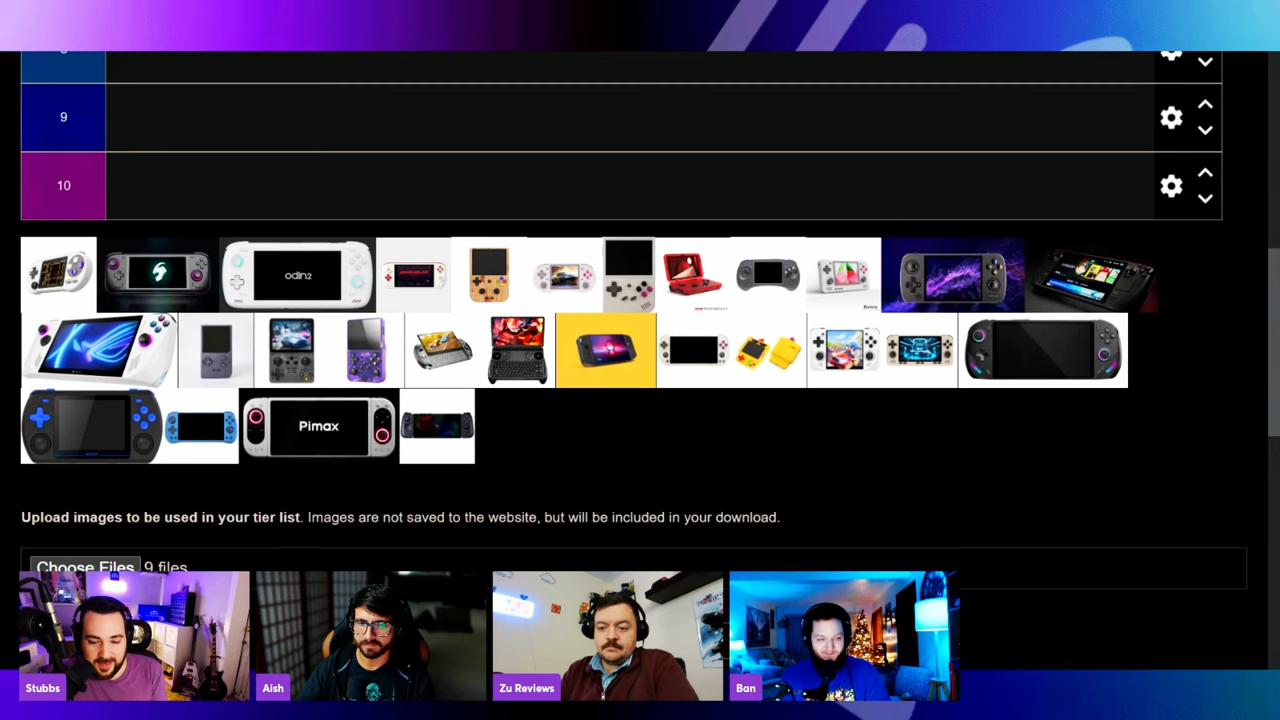 9
10
odin2
Pimax
Upload images to be used in your tier list. Images are not saved to the website, but will be included in your download.
Choose Files 9 files
Stubbs
Aish
Zu Reviews
Ban